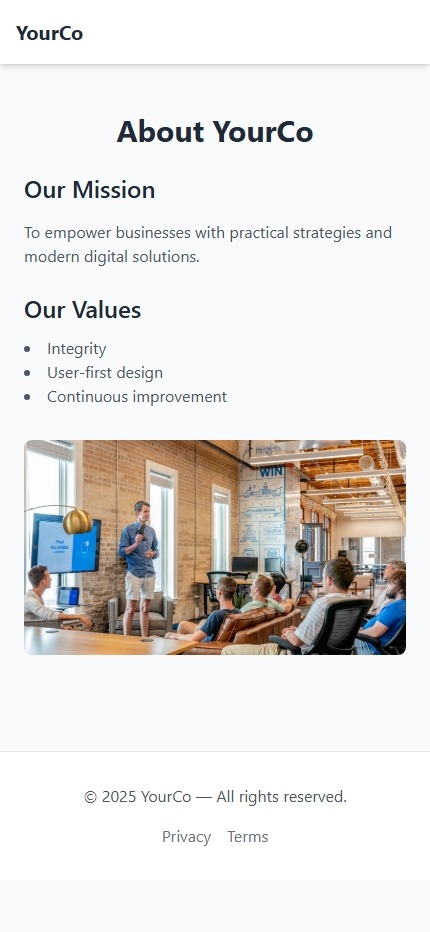 YourCo
About YourCo
Our Mission
To empower businesses with practical strategies and
modern digital solutions.
Our Values
Integrity
User-first design
Continuous improvement
WIN
© 2025 YourCo — All rights reserved.
Privacy Terms